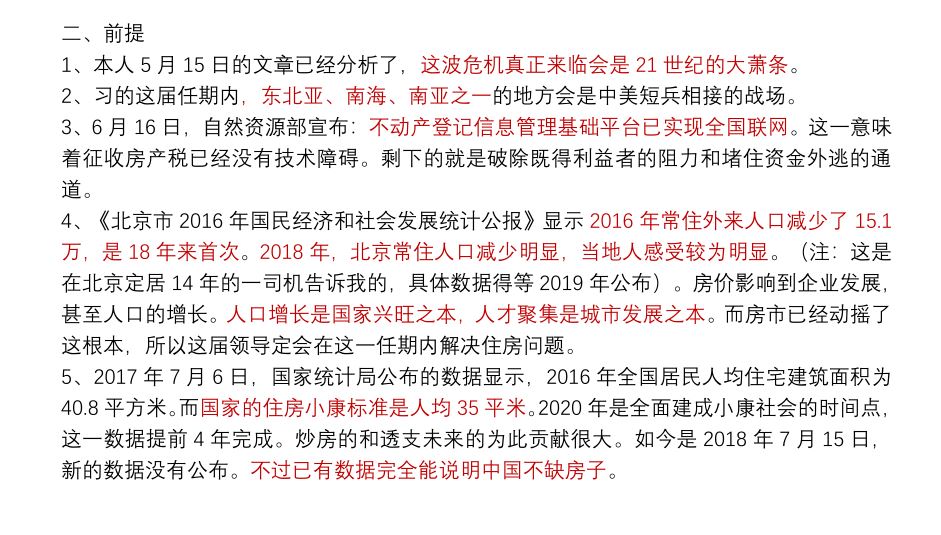 二、前提
1、本人 5 月 15 日的文章已经分析了，这波危机真正来临会是 21 世纪的大萧条。
2、习的这届任期内，东北亚、南海、南亚之一的地方会是中美短兵相接的战场。
3、6 月 16 日，自然资源部宣布：不动产登记信息管理基础平台已实现全国联网。这一意味
着征收房产税已经没有技术障碍。剩下的就是破除既得利益者的阻力和堵住资金外逃的通
道。
4、《北京市 2016 年国民经济和社会发展统计公报》显示 2016 年常住外来人口减少了 15.1
万，是 18 年来首次。2018 年，北京常住人口减少明显，当地人感受较为明显。（注：这是
在北京定居 14 年的一司机告诉我的，具体数据得等 2019 年公布）。房价影响到企业发展，
甚至人口的增长。人口增长是国家兴旺之本，人才聚集是城市发展之本。而房市已经动摇了
这根本，所以这届领导定会在这一任期内解决住房问题。
5、2017 年 7 月 6 日，国家统计局公布的数据显示，2016 年全国居民人均住宅建筑面积为
40.8 平方米。而国家的住房小康标准是人均 35 平米。2020 年是全面建成小康社会的时间点，
这一数据提前 4 年完成。炒房的和透支未来的为此贡献很大。如今是 2018 年 7 月 15 日，
新的数据没有公布。不过已有数据完全能说明中国不缺房子。